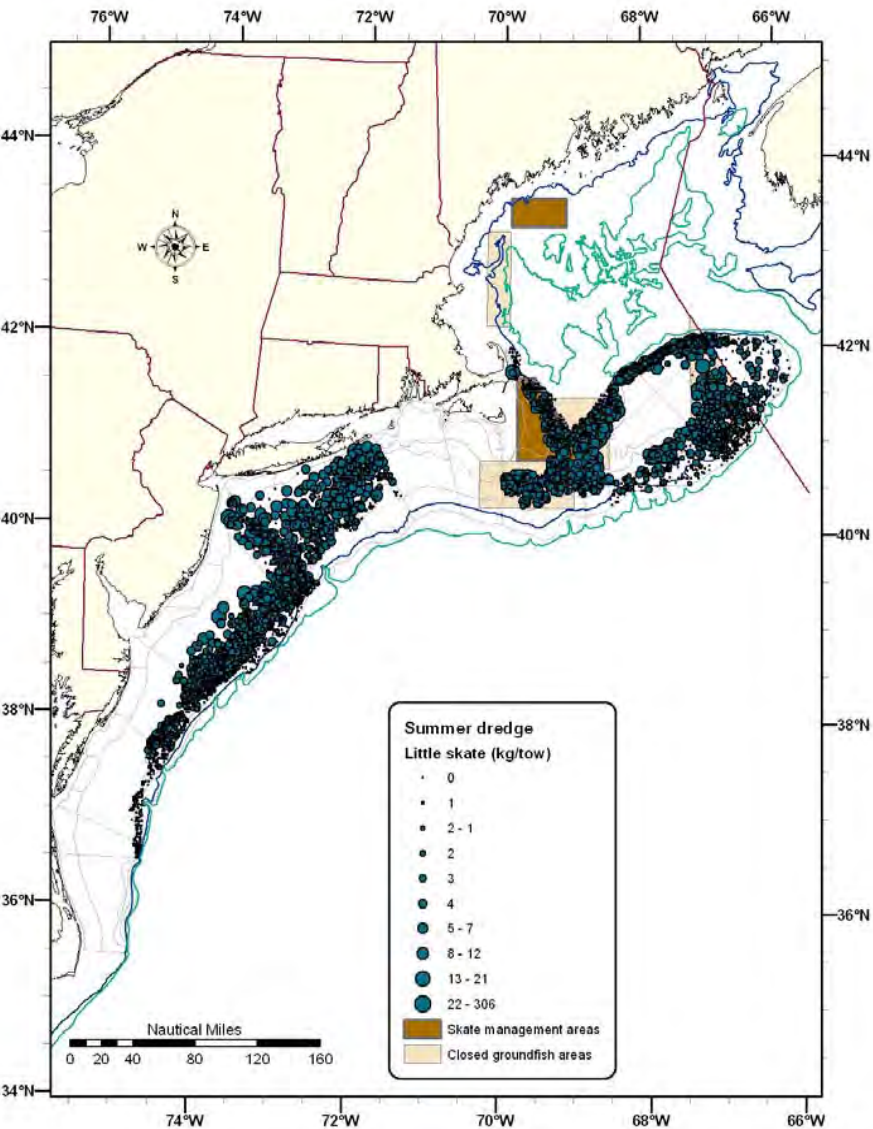 76°W 74°W 72°W 70°W 68°W 66°W
44°N
44°N
N
W E
S
42°N
42°N
40°N
40°N
38°N
38°N
36°N
36°N
34°N
Summer dredge
Little skate (kg/tow)
0
1
2 - 1
2
3
4
5 - 7
8 - 12
13 - 21
22 - 306
Skate management areas
Closed groundfish areas
Nautical Miles
0 20 40 80 120 160
74°W 72°W 70°W 68°W 66°W